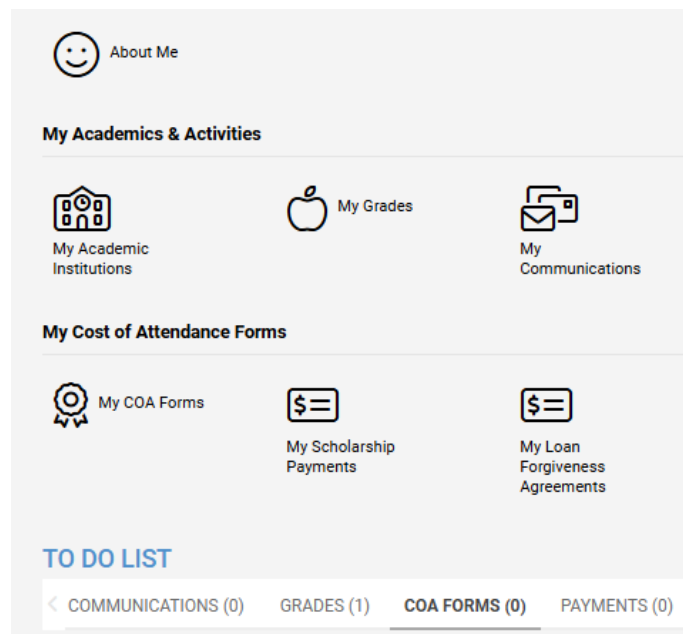 About Me
My Academics & Activities
My Academic
Institutions
My Grades
My
Communications
My Cost of Attendance Forms
My COA Forms
$
My Scholarship
Payments
$
My Loan
Forgiveness
Agreements
TO DO LIST
COMMUNICATIONS (0) GRADES (1) COA FORMS (0) PAYMENTS (0)